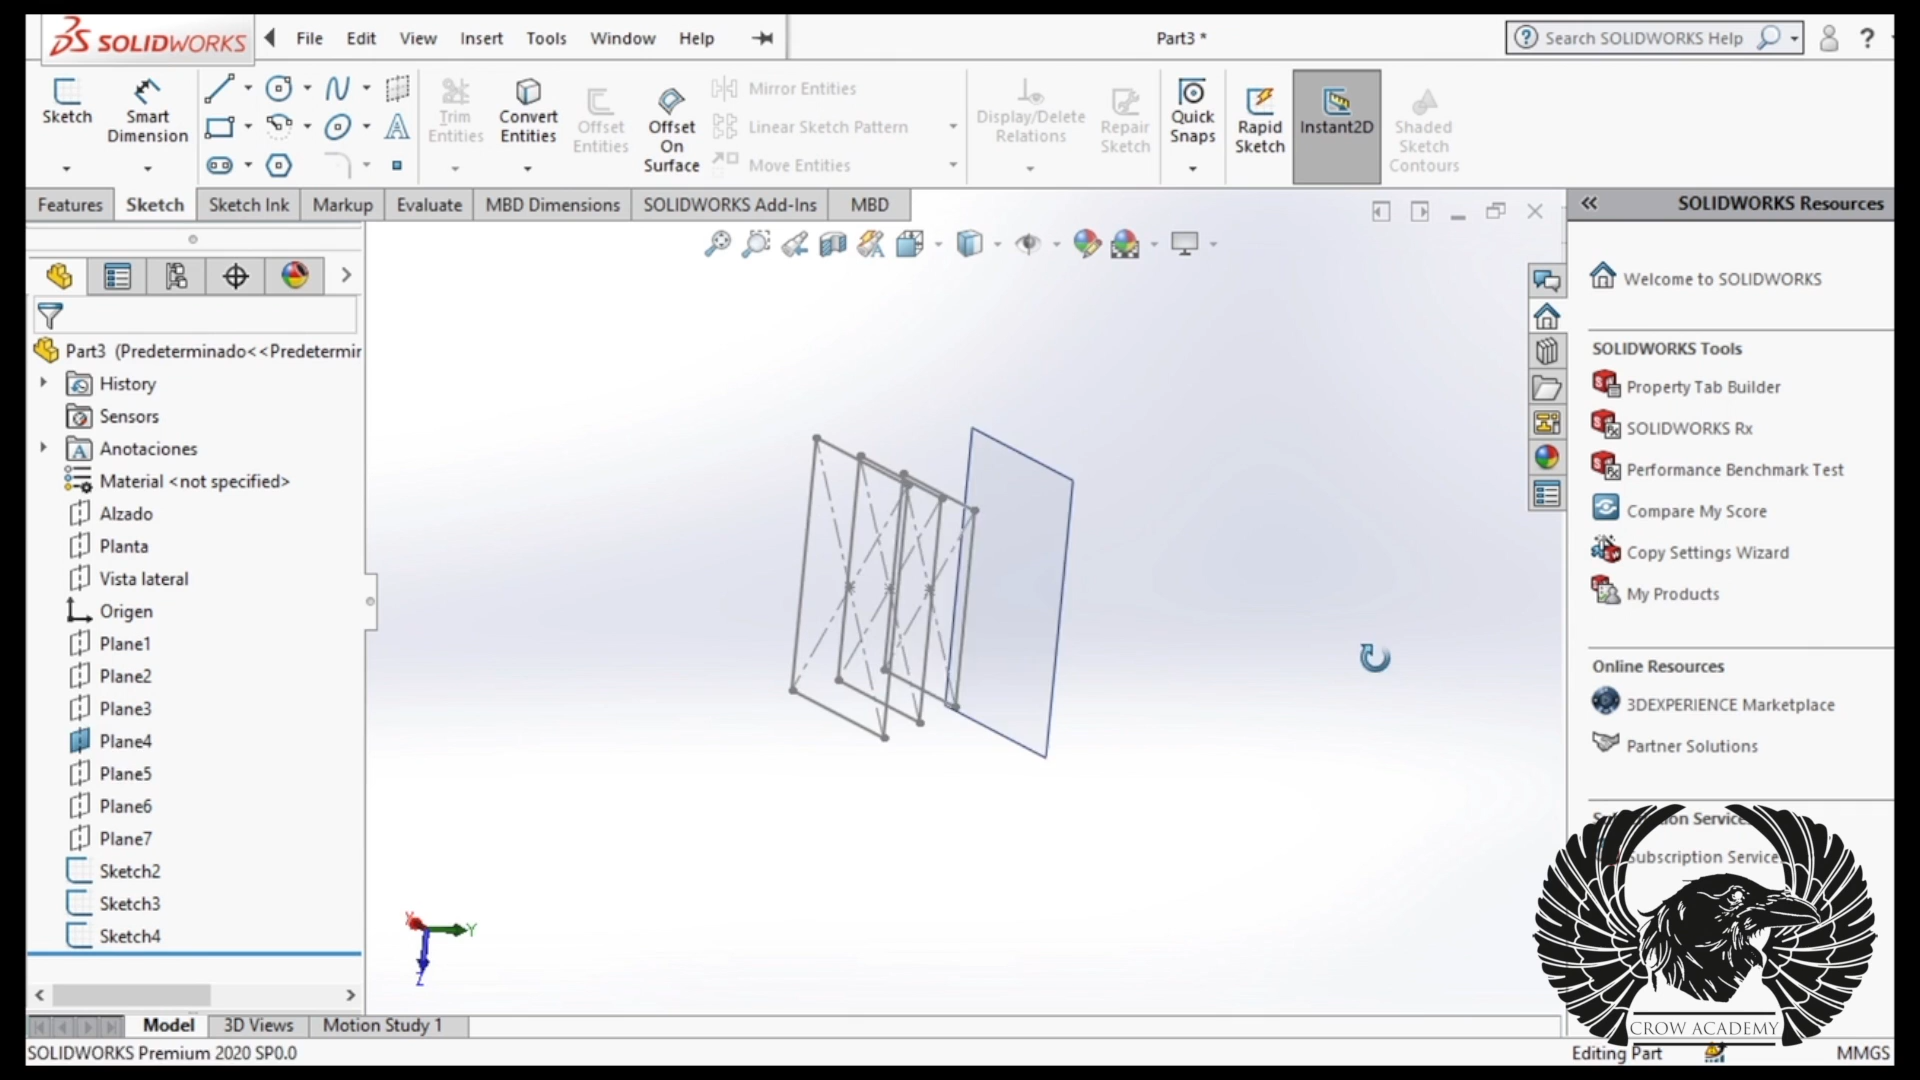 SOLIDWORKS File Edit View Insert Tools Window Help Part3 * Search SOLIDWORKS Help ?
Sketch
Smart Dimension
Trim Entities
Convert Entities
Offset Entities
Offset On Surface
Mirror Entities
Linear Sketch Pattern
Move Entities
Display/Delete Relations
Repair Sketch
Quick Snaps
Rapid Sketch
Instant2D
Shaded Sketch Contours
Features Sketch Sketch Ink Markup Evaluate MBD Dimensions SOLIDWORKS Add-Ins MBD
SOLIDWORKS Resources
Part3 (Predeterminado<<Predetermir
History
Sensors
Anotaciones
Material <not specified>
Alzado
Planta
Vista lateral
Origen
Plane1
Plane2
Plane3
Plane4
Plane5
Plane6
Plane7
Sketch2
Sketch3
Sketch4
X Y Z
Welcome to SOLIDWORKS
SOLIDWORKS Tools
Property Tab Builder
SOLIDWORKS Rx
Performance Benchmark Test
Compare My Score
Copy Settings Wizard
My Products
Online Resources
3DEXPERIENCE Marketplace
Partner Solutions
Subscription Service
CROW ACADEMY
Model 3D Views Motion Study 1
SOLIDWORKS Premium 2020 SP0.0
Editing Part MMGS